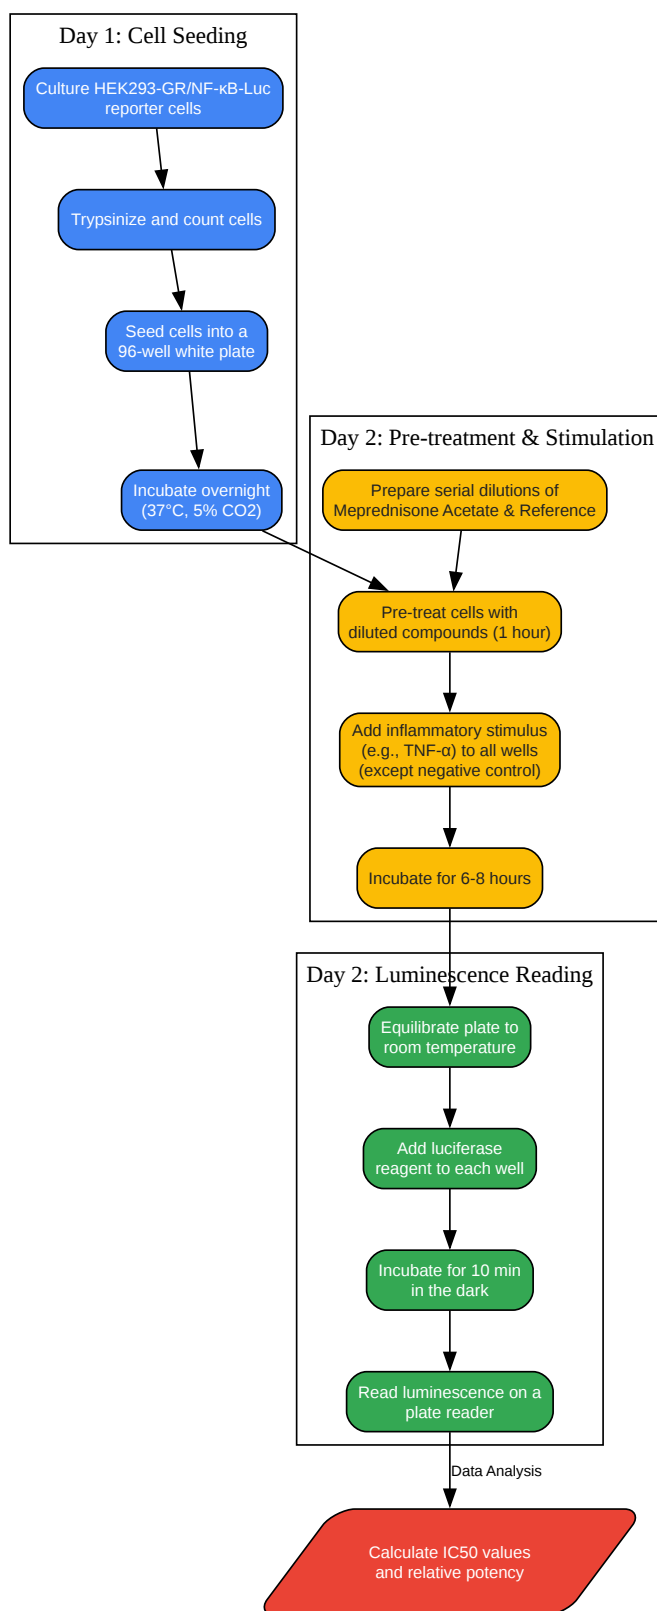 Day 1: Cell Seeding
Culture HEK293-GR/NF-κB-Luc
reporter cells
Trypsinize and count cells
Seed cells into a
96-well white plate
Incubate overnight
(37°C, 5% CO2)
Day 2: Pre-treatment & Stimulation
Prepare serial dilutions of
Meprednisone Acetate & Reference
Pre-treat cells with
diluted compounds (1 hour)
Add inflammatory stimulus
(e.g., TNF-α) to all wells
(except negative control)
Incubate for 6-8 hours
Day 2: Luminescence Reading
Equilibrate plate to
room temperature
Add luciferase
reagent to each well
Incubate for 10 min
in the dark
Read luminescence on a
plate reader
Data Analysis
Calculate IC50 values
and relative potency